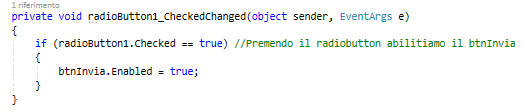 1 riferimento
private void radioButton1_CheckedChanged(object sender, EventArgs e)
{
if (radioButton1.Checked == true) //Premendo il radiobutton abilitiamo il btnInvia
{
btnInvia.Enabled = true;
}
}